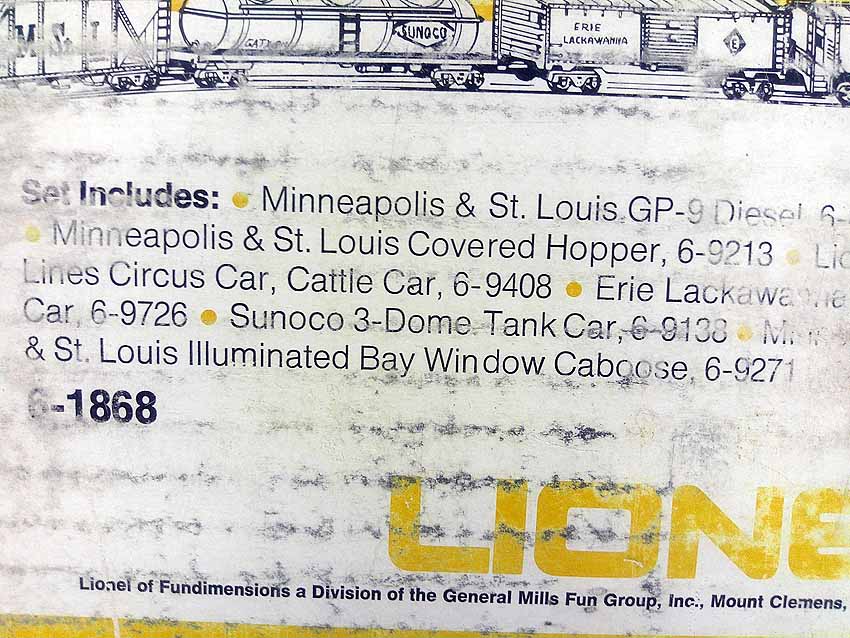 M St L
GATX
SUNOCO
ERIE
LACKAWANNA
E
Set Includes: • Minneapolis & St. Louis GP-9 Diesel, 6-
• Minneapolis & St. Louis Covered Hopper, 6-9213 •
Lines Circus Car, Cattle Car, 6-9408 • Erie Lackawanna
Car, 6-9726 • Sunoco 3-Dome Tank Car, 6-9138 •
& St. Louis Illuminated Bay Window Caboose, 6-9271
6-1868
LIONE
Lionel of Fundimensions a Division of the General Mills Fun Group, Inc., Mount Clemens,